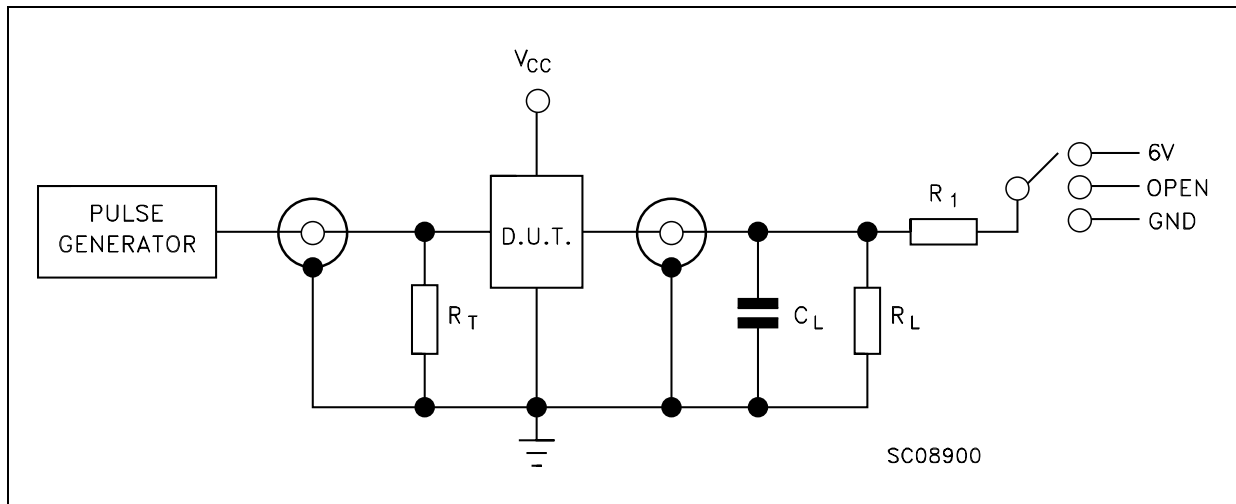 VCC
6V
OPEN
GND
R1
PULSE
GENERATOR
D.U.T.
RT
CL
RL
SC08900